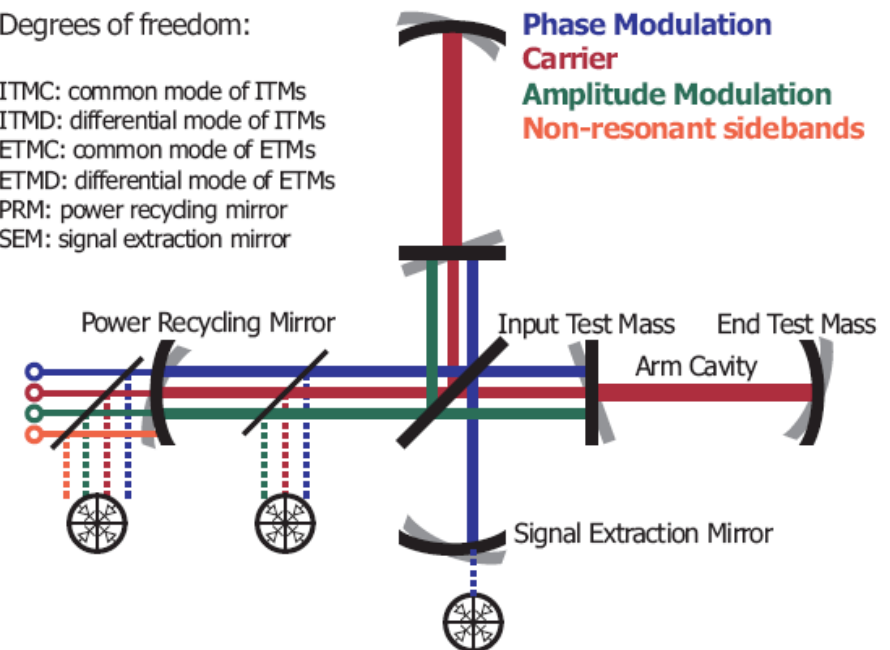 Degrees of freedom:
ITMC: common mode of ITMs
ITMD: differential mode of ITMs
ETMC: common mode of ETMs
ETMD: differential mode of ETMs
PRM: power recycling mirror
SEM: signal extraction mirror
Phase Modulation
Carrier
Amplitude Modulation
Non-resonant sidebands
Power Recycling Mirror
Input Test Mass
End Test Mass
Arm Cavity
Signal Extraction Mirror